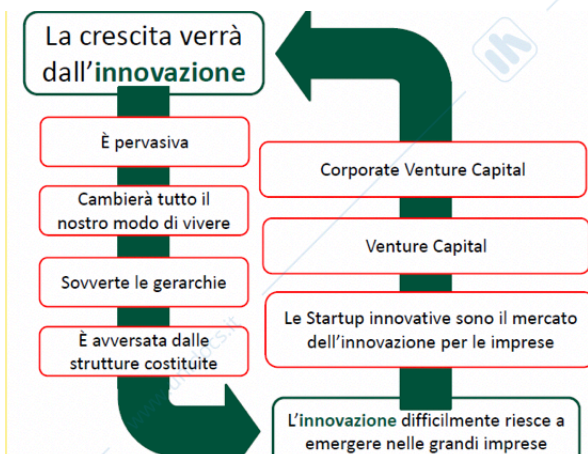 La crescita verrà
dall'innovazione
È pervasiva
Cambierà tutto il
nostro modo di vivere
Sovverte le gerarchie
È avversata dalle
strutture costituite
Corporate Venture Capital
Venture Capital
Le Startup innovative sono il mercato
dell'innovazione per le imprese
L'innovazione difficilmente riesce a
emergere nelle grandi imprese